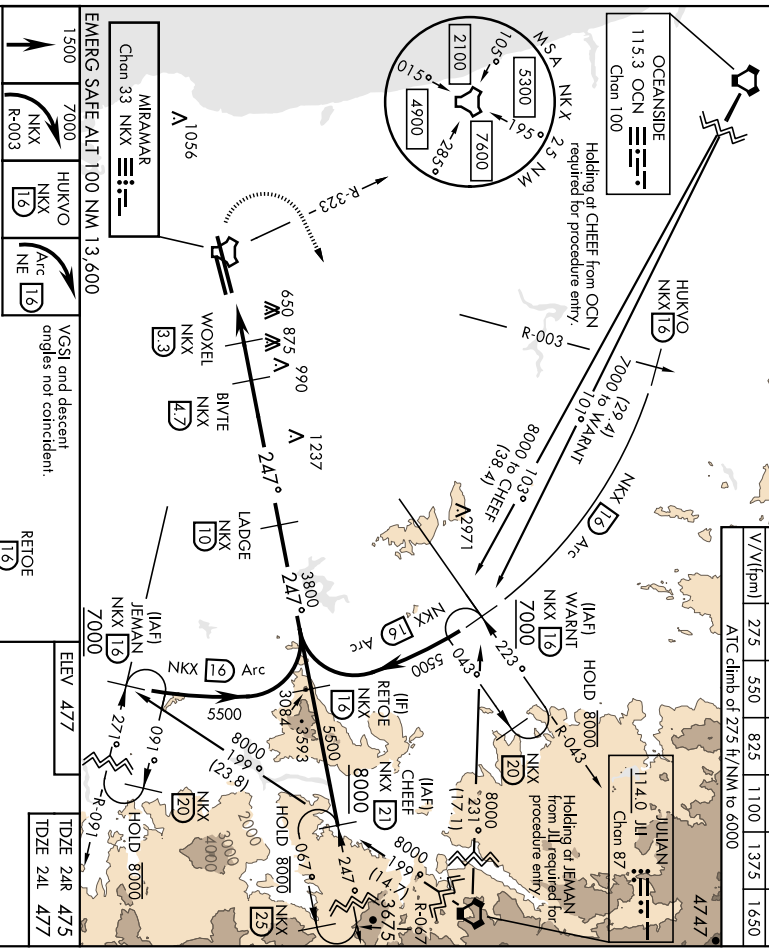 V/V(fpm) 275 550 825 1100 1375 1650
ATC climb of 275 ft/NM to 6000
4747
OCEANSIDE
115.3 OCN
Chan 100
JULIAN
114.0 JLI
Chan 87
MIRAMAR
Chan 33 NKX
MSA NKX 25 NM
105°
195°
285°
015°
5300
7600
4900
2100
Holding at CHEEF from OCN
required for procedure entry.
Holding at JEMAN
from JLI required for
procedure entry.
HUKVO
NKX 16
R-003
7000 to WARNT
(29.4)
101°
103°
8000 to CHEEF
(38.4)
NKX 16 Arc
R-323
1056
650
875
990
1237
2971
WOXEL
NKX
3.3
BIVTE
NKX
4.7
LADGE
NKX
10
247°
247°
3800
(IAF)
WARNT
NKX 16
7000
HOLD 8000
223°
043°
R-043
NKX
20
NKX 16 Arc
5500
(IF)
RETOE
NKX
16
3084
3593
5500
(IAF)
CHEEF
NKX 21
8000
8000
231°
(17.1)
8000
199°
(14.7)
R-067
3675
247°
067°
HOLD 8000
NKX
25
8000
199°
(23.8)
NKX 16 Arc
5500
(IAF)
JEMAN
NKX 16
7000
091°
271°
R-091
NKX
20
HOLD 8000
2000
3000
4000
EMERG SAFE ALT 100 NM 13,600
1500
7000
NKX
R-003
HUKVO
NKX
16
Arc
NE 16
VGSI and descent
angles not coincident.
RETOE
16
ELEV 477
TDZE 24R 475
TDZE 24L 477